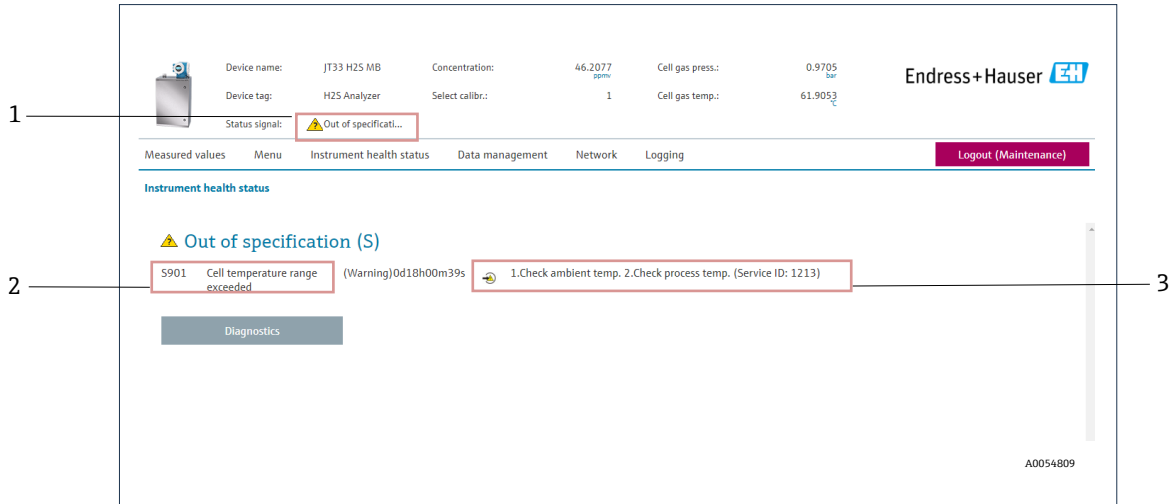 Device name: JT33 H2S MB Concentration: 46.2077 ppmv Cell gas press.: 0.9705 bar
Endress+Hauser EH
Device tag: H2S Analyzer Select calibr.: 1 Cell gas temp.: 61.9053 °C
1
Status signal: Out of specificati...
Measured values Menu Instrument health status Data management Network Logging Logout (Maintenance)
Instrument health status
Out of specification (S)
2
S901 Cell temperature range exceeded (Warning)0d18h00m39s 1.Check ambient temp. 2.Check process temp. (Service ID: 1213)
3
Diagnostics
A0054809